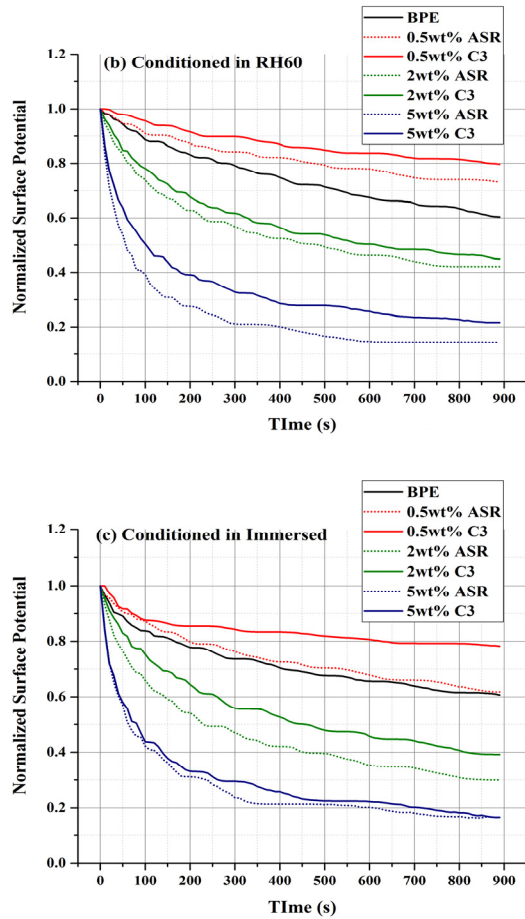 BPE
0.5wt% ASR
0.5wt% C3
2wt% ASR
2wt% C3
5wt% ASR
5wt% C3
(b) Conditioned in RH60
1.2
1.0
0.8
0.6
0.4
0.2
0.0
Normalized Surface Potential
0 100 200 300 400 500 600 700 800 900
TIme (s)
BPE
0.5wt% ASR
0.5wt% C3
2wt% ASR
2wt% C3
5wt% ASR
5wt% C3
(c) Conditioned in Immersed
1.2
1.0
0.8
0.6
0.4
0.2
0.0
Normalized Surface Potential
0 100 200 300 400 500 600 700 800 900
TIme (s)